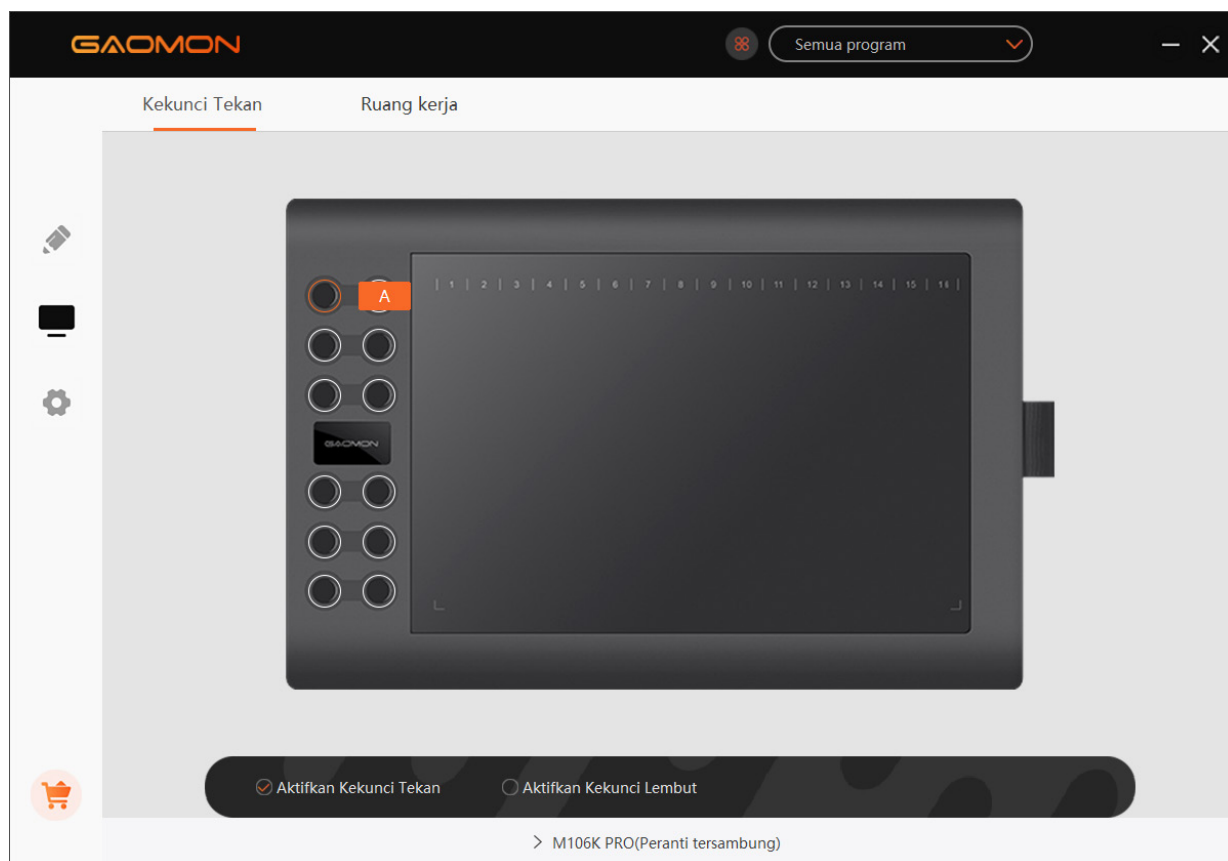 GAOMON
Semua program
Kekunci Tekan
Ruang kerja
A
| 1 | 2 | 3 | 4 | 5 | 6 | 7 | 8 | 9 | 10 | 11 | 12 | 13 | 14 | 15 | 16 |
GAOMON
Aktifkan Kekunci Tekan
Aktifkan Kekunci Lembut
> M106K PRO(Peranti tersambung)